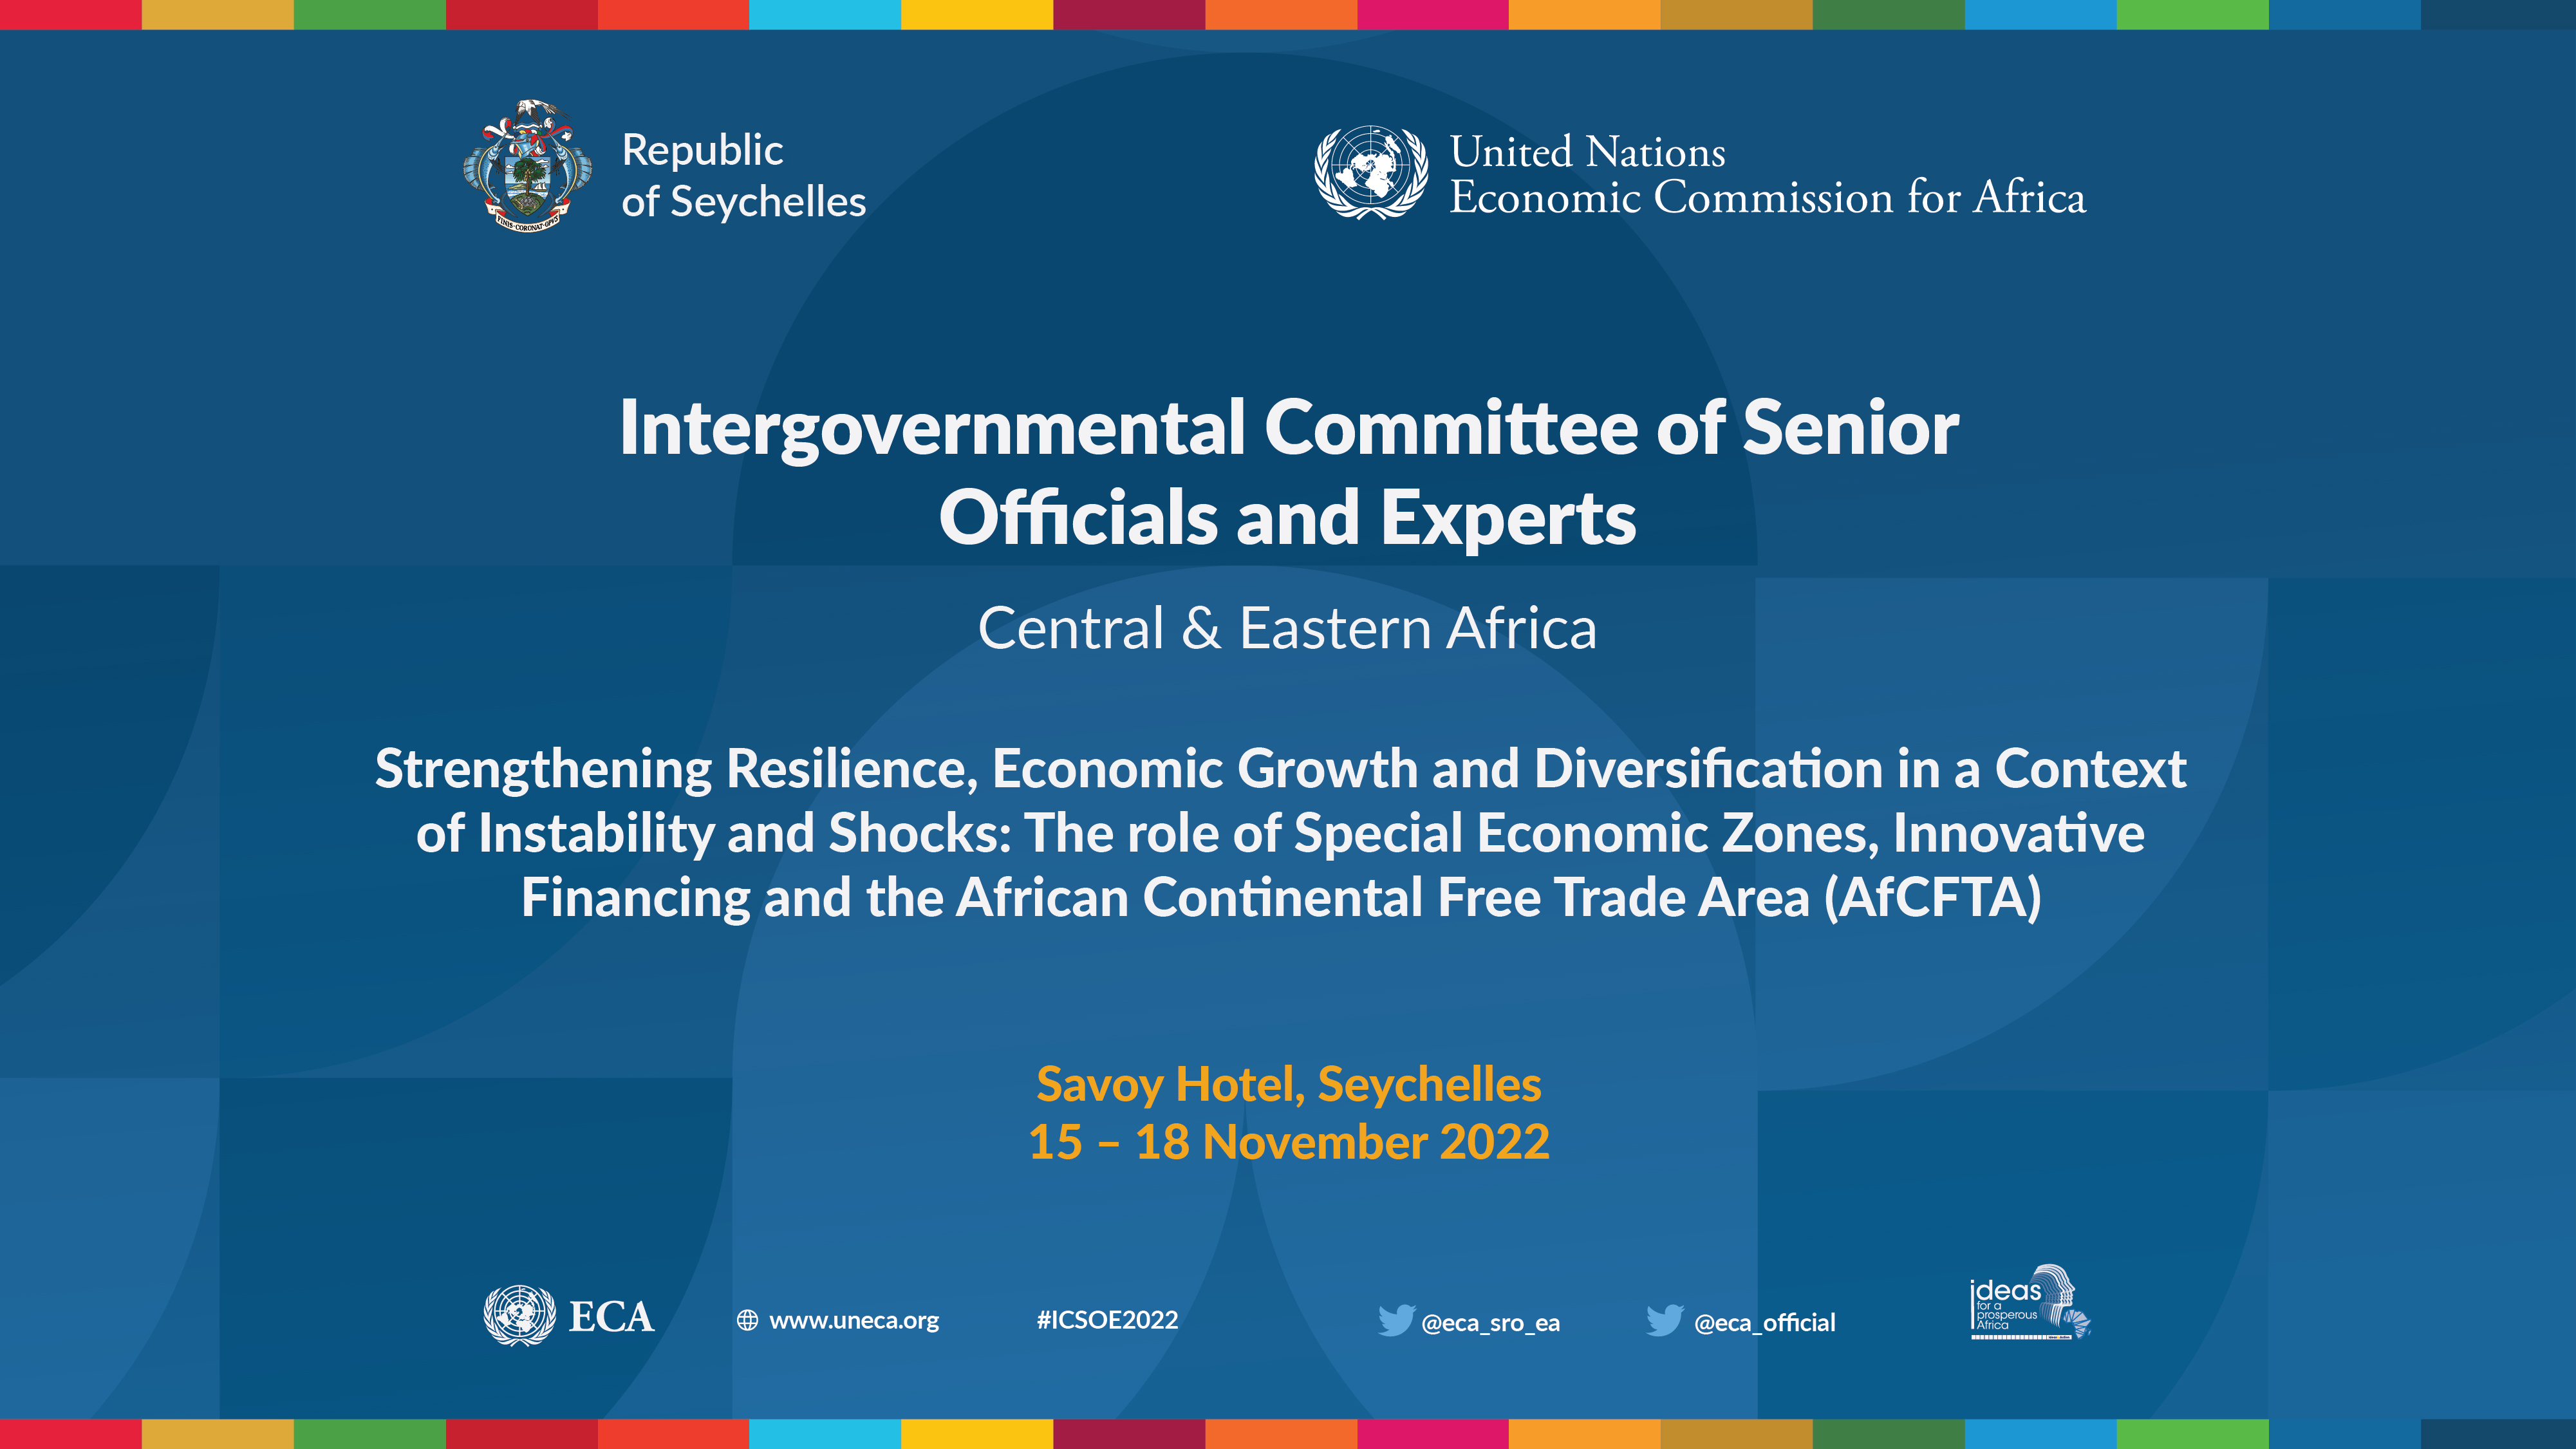 Republic
of Seychelles
FINIS·CORONAT·OPUS
United Nations
Economic Commission for Africa
Intergovernmental Committee of Senior
Officials and Experts
Central & Eastern Africa
Strengthening Resilience, Economic Growth and Diversification in a Context
of Instability and Shocks: The role of Special Economic Zones, Innovative
Financing and the African Continental Free Trade Area (AfCFTA)
Savoy Hotel, Seychelles
15 – 18 November 2022
ECA
www.uneca.org
#ICSOE2022
@eca_sro_ea
@eca_official
ideas
for a
prosperous
Africa